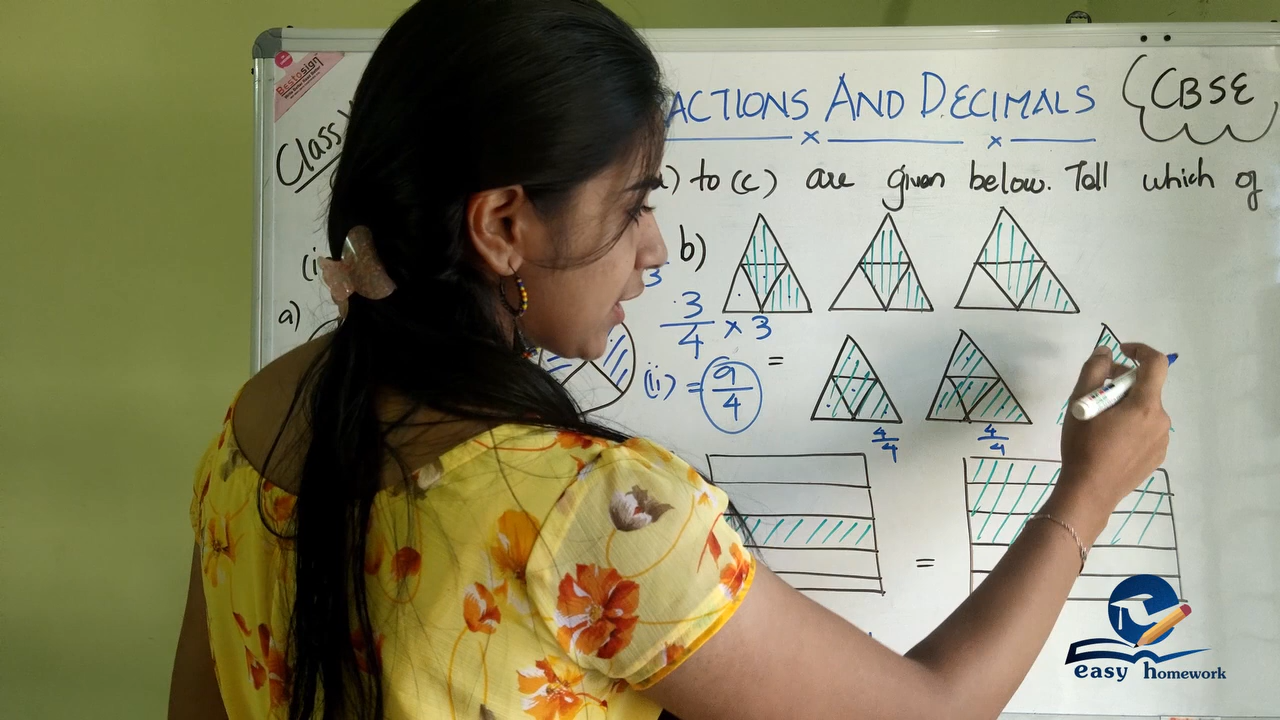 Bestosign
ACTIONS AND DECIMALS
CBSE
Class
a) to (c) are given below. Tell which of
(i
b)
a)
3
3/4 × 3
=
(ii) = 9/4
4/4
4/4
=
easy homework